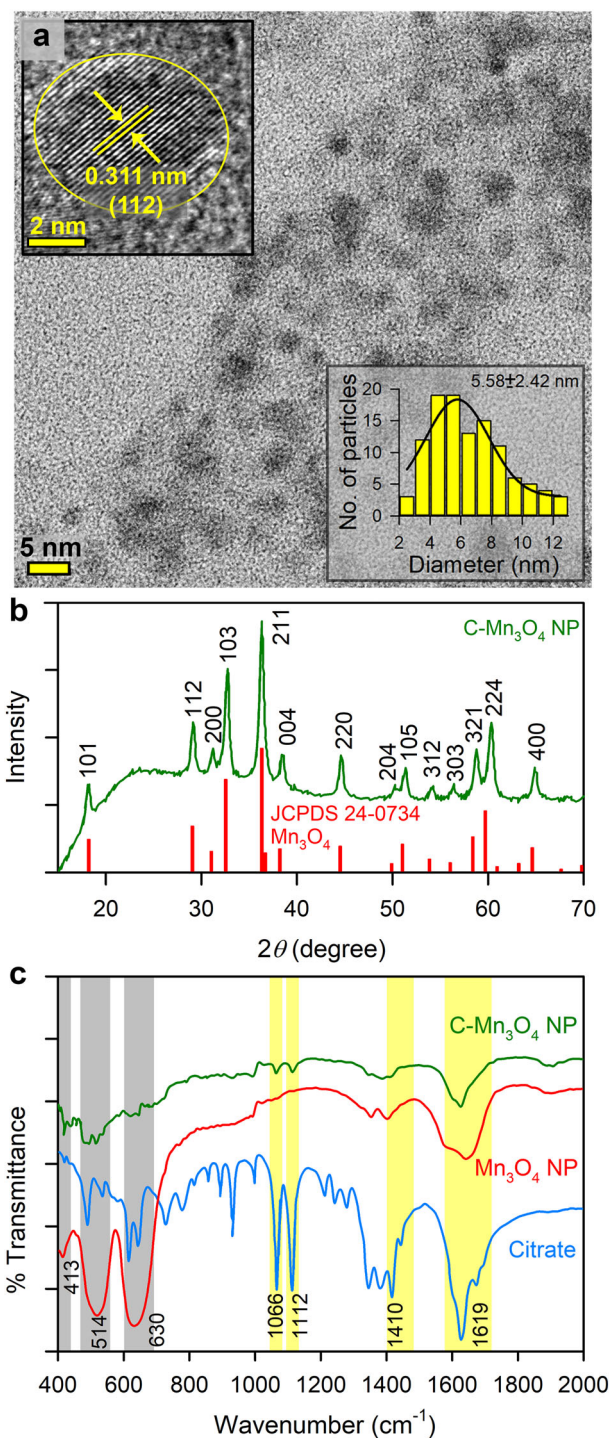 a
0.311 nm
(112)
2 nm
5 nm
5.58±2.42 nm
No. of particles
20
15
10
5
0
2 4 6 8 10 12
Diameter (nm)
b
C-Mn₃O₄ NP
Intensity
101
112
200
103
211
004
220
204
105
312
303
321
224
400
JCPDS 24-0734
Mn₃O₄
20 30 40 50 60 70
2θ (degree)
c
C-Mn₃O₄ NP
Mn₃O₄ NP
Citrate
% Transmittance
413
514
630
1066
1112
1410
1619
400 600 800 1000 1200 1400 1600 1800 2000
Wavenumber (cm⁻¹)